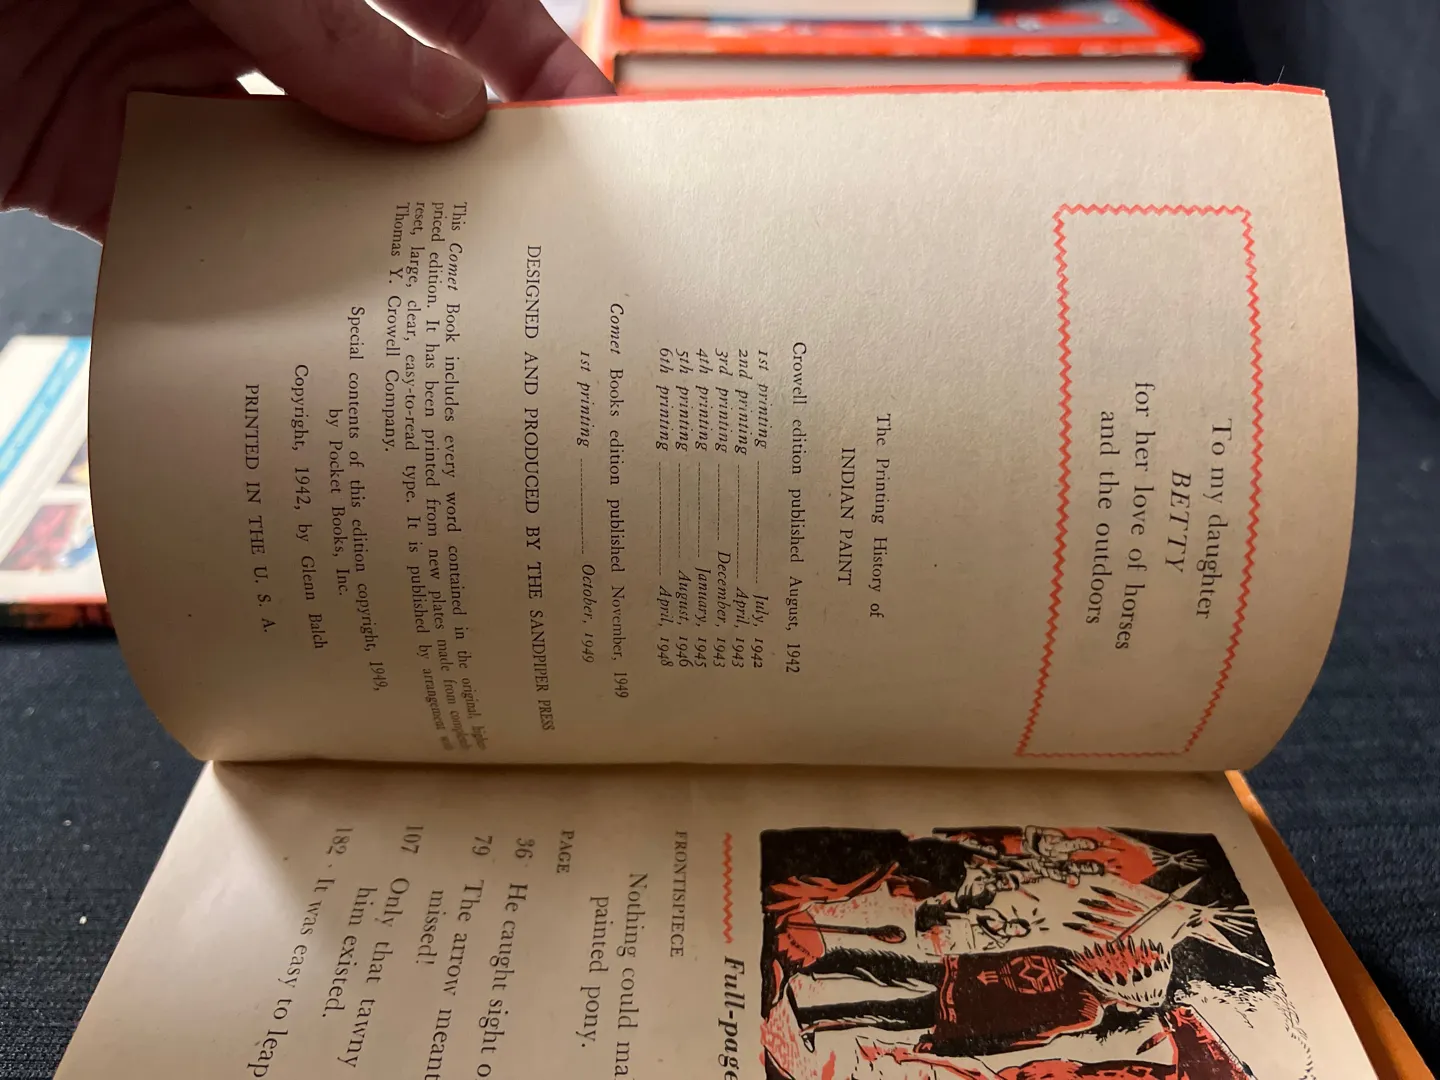 To my daughter
BETTY
for her love of horses
and the outdoors
The Printing History of
INDIAN PAINT
Crowell edition published August, 1942
1st printing ............ July, 1942
2nd printing ............ April, 1943
3rd printing ............ December, 1943
4th printing ............ January, 1945
5th printing ............ August, 1946
6th printing ............ April, 1948
Comet Books edition published November, 1949
1st printing ............ October, 1949
DESIGNED AND PRODUCED BY THE SANDPIPER PRESS
This Comet Book includes every word contained in the original, higher-
priced edition. It has been printed from new plates made from completely
reset, large, clear, easy-to-read type. It is published by arrangement with
Thomas Y. Crowell Company.
Special contents of this edition copyright, 1949,
by Pocket Books, Inc.
Copyright, 1942, by Glenn Balch
PRINTED IN THE U. S. A.
Full-page
FRONTISPIECE
Nothing could
painted pony.
PAGE
36 He caught sight
79 The arrow meant
missed!
107 Only that tawny
him existed,
182 It was easy to leap